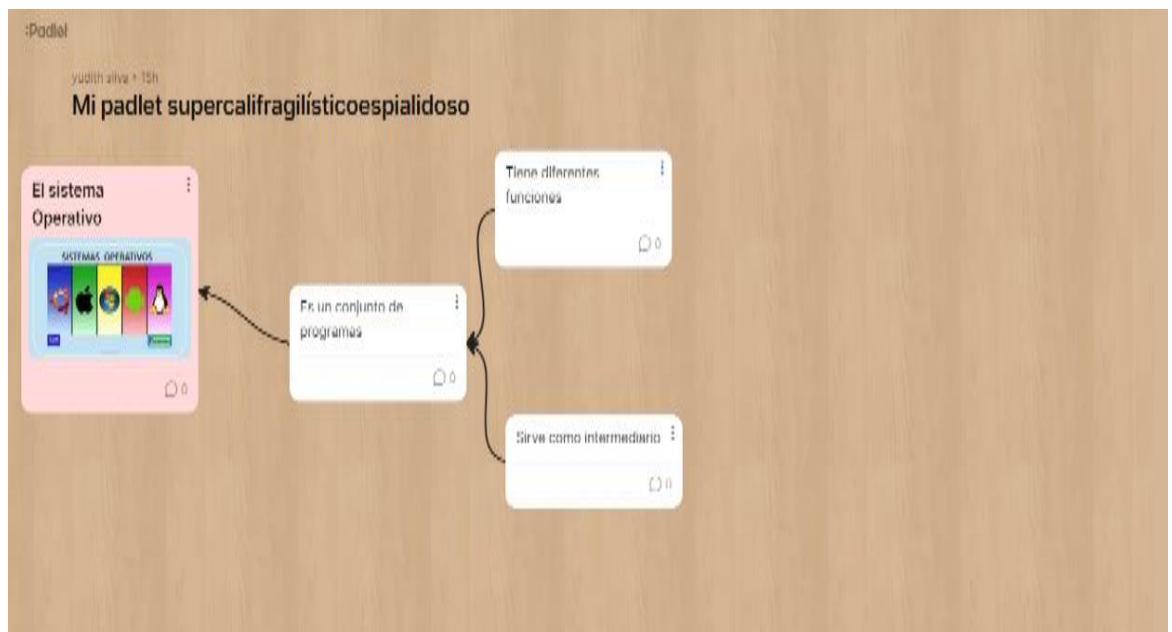 :Padlet
yudith silva • 15h
Mi padlet supercalifragilísticoespialidoso
El sistema
Operativo
SISTEMAS OPERATIVOS
0
Es un conjunto de
programas
0
Tiene diferentes
funciones
0
Sirve como intermediario
0